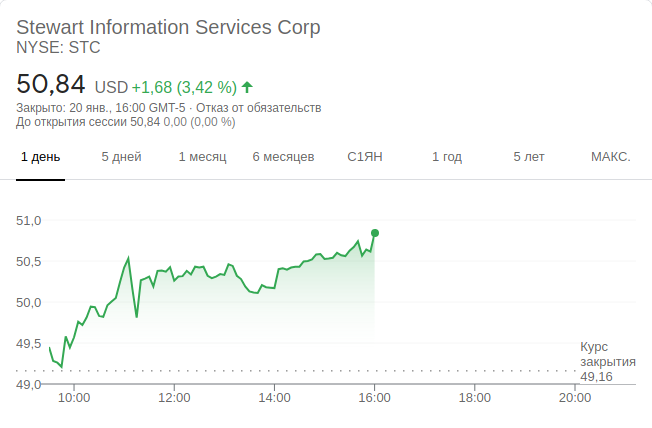 Stewart Information Services Corp
NYSE: STC
50,84 USD +1,68 (3,42 %)
Закрыто: 20 янв., 16:00 GMT-5 · Отказ от обязательств
До открытия сессии 50,84 0,00 (0,00 %)
1 день 5 дней 1 месяц 6 месяцев С1ЯН 1 год 5 лет МАКС.
51,0
50,5
50,0
49,5
Курс
закрытия
49,16
49,0
10:00 12:00 14:00 16:00 18:00 20:00